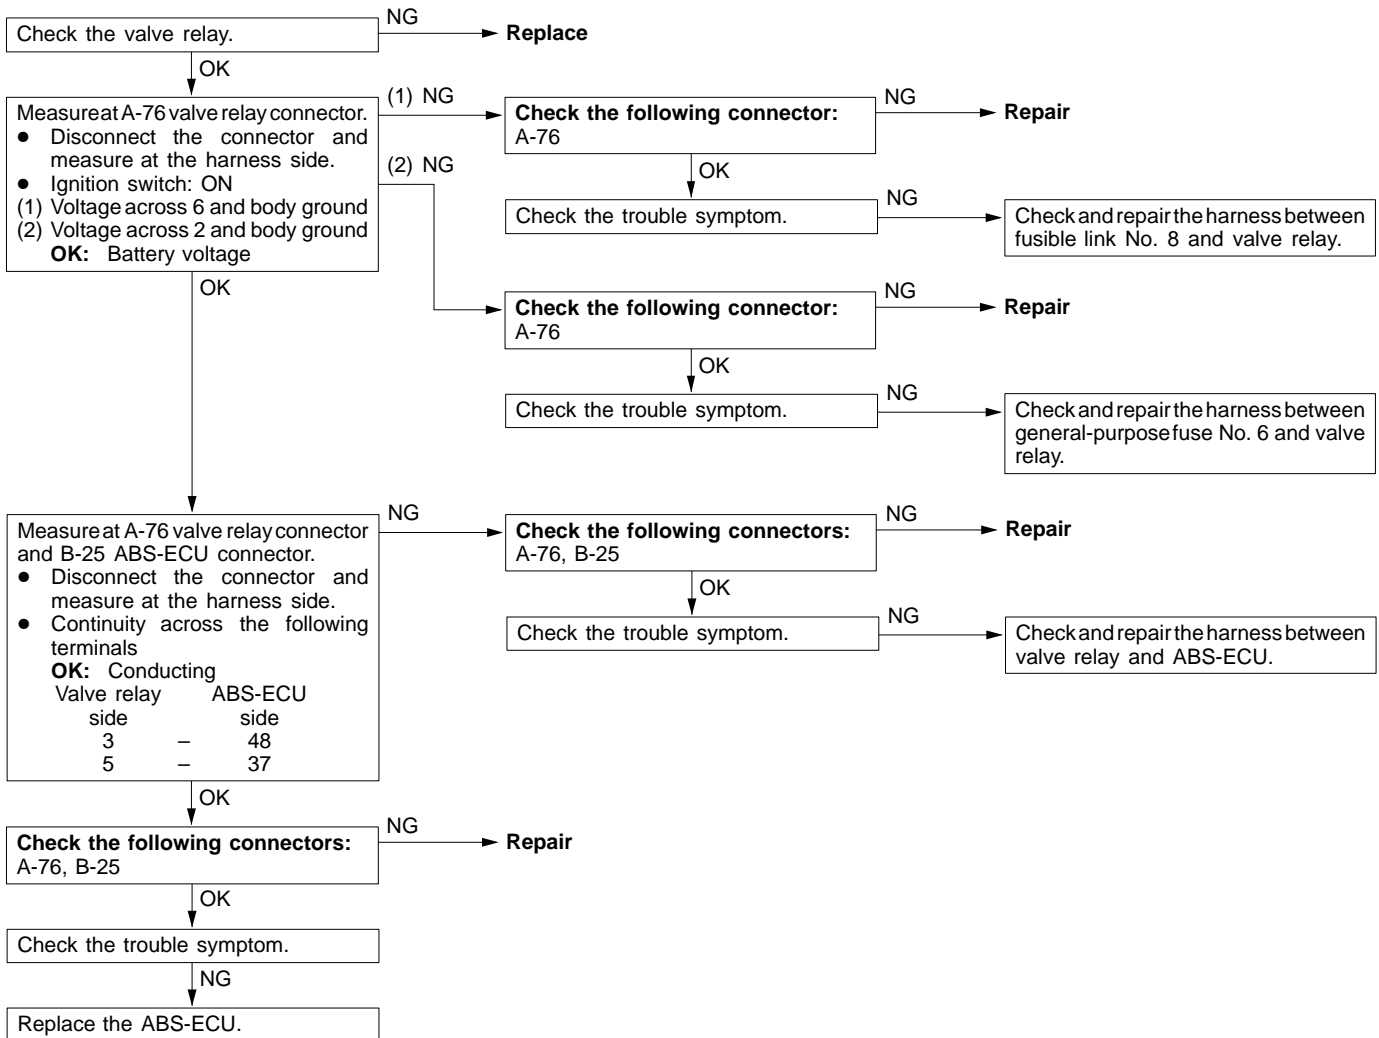 Check the valve relay.
NG
Replace
OK
Measure at A-76 valve relay connector.
● Disconnect the connector and
measure at the harness side.
● Ignition switch: ON
(1) Voltage across 6 and body ground
(2) Voltage across 2 and body ground
OK: Battery voltage
(1) NG
(2) NG
Check the following connector:
A-76
NG
Repair
OK
Check the trouble symptom.
NG
Check and repair the harness between
fusible link No. 8 and valve relay.
Check the following connector:
A-76
NG
Repair
OK
Check the trouble symptom.
NG
Check and repair the harness between
general-purpose fuse No. 6 and valve
relay.
OK
Measure at A-76 valve relay connector
and B-25 ABS-ECU connector.
● Disconnect the connector and
measure at the harness side.
● Continuity across the following
terminals
OK: Conducting
Valve relay ABS-ECU
side side
3 – 48
5 – 37
NG
Check the following connectors:
A-76, B-25
NG
Repair
OK
Check the trouble symptom.
NG
Check and repair the harness between
valve relay and ABS-ECU.
OK
Check the following connectors:
A-76, B-25
NG
Repair
OK
Check the trouble symptom.
NG
Replace the ABS-ECU.